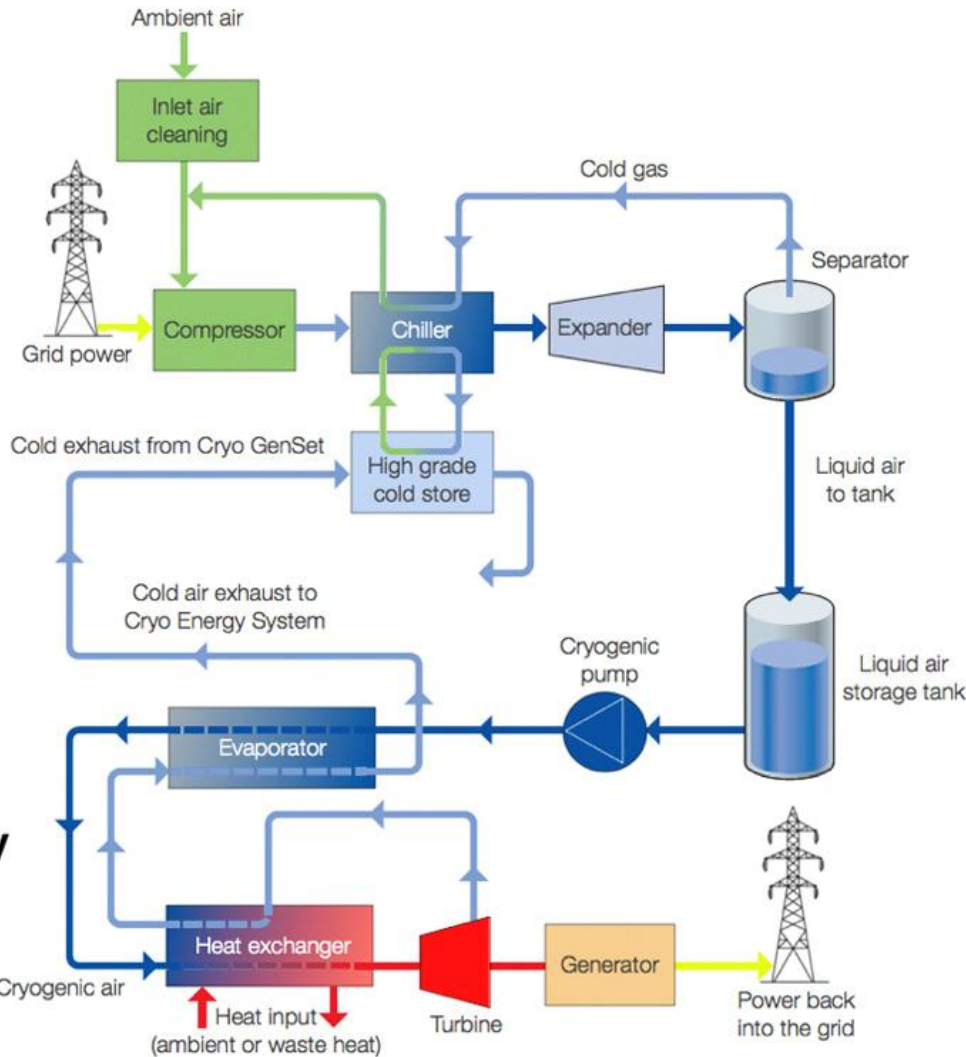 Ambient air
Inlet air
cleaning
Cold gas
Separator
Grid power
Compressor
Chiller
Expander
Cold exhaust from Cryo GenSet
High grade
cold store
Liquid air
to tank
Cold air exhaust to
Cryo Energy System
Cryogenic
pump
Liquid air
storage tank
Evaporator
y
Heat exchanger
Generator
Cryogenic air
Heat input
(ambient or waste heat)
Turbine
Power back
into the grid